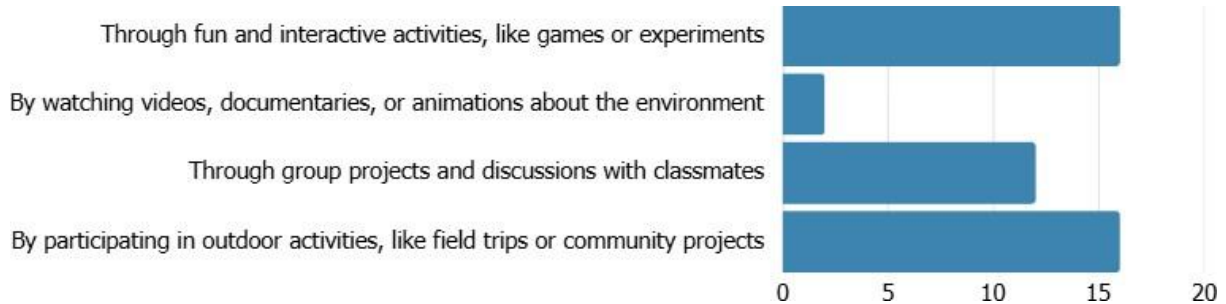 Through fun and interactive activities, like games or experiments
By watching videos, documentaries, or animations about the environment
Through group projects and discussions with classmates
By participating in outdoor activities, like field trips or community projects
0 5 10 15 20